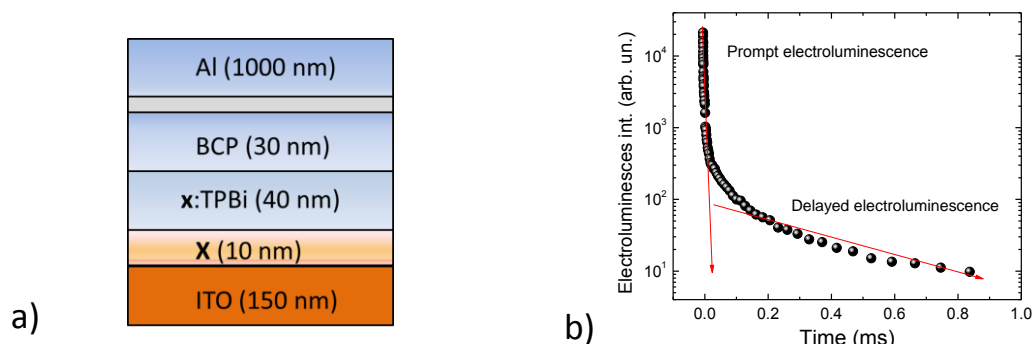 a)
Al (1000 nm)
BCP (30 nm)
x:TPBi (40 nm)
X (10 nm)
ITO (150 nm)
b)
Electroluminesces int. (arb. un.)
10⁴
10³
10²
10¹
Prompt electroluminescence
Delayed electroluminescence
0.0 0.2 0.4 0.6 0.8 1.0
Time (ms)